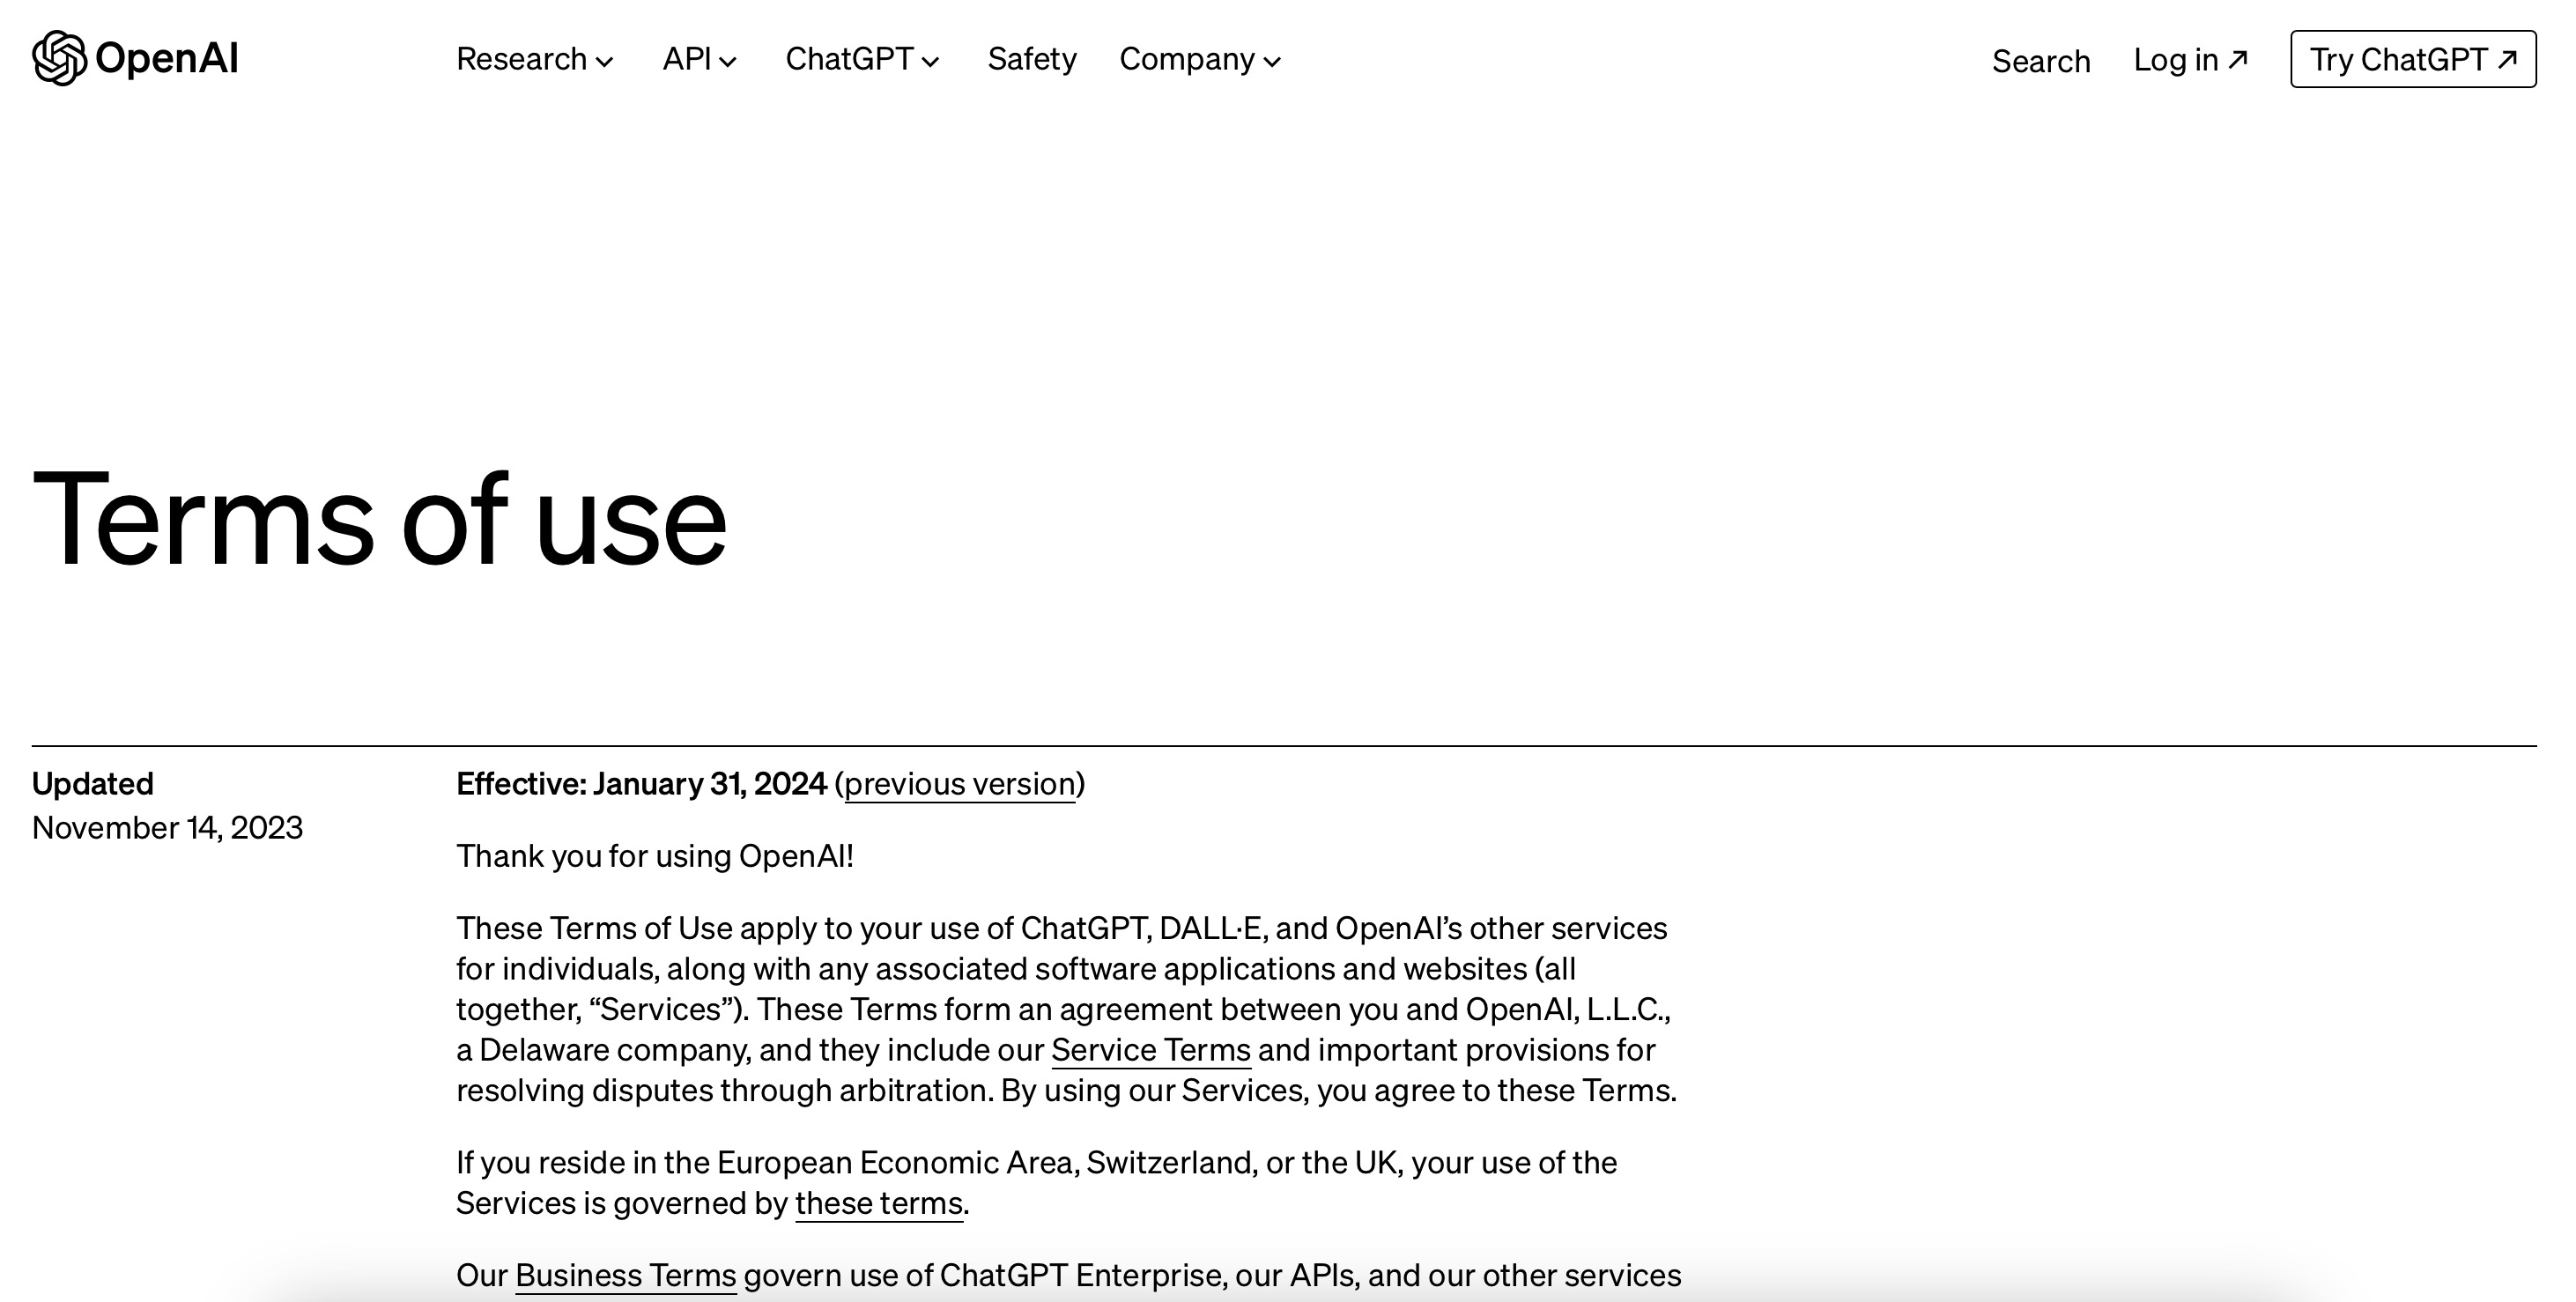 OpenAI
Research
API
ChatGPT
Safety
Company
Search
Log in ↗
Try ChatGPT ↗
Terms of use
Updated
November 14, 2023
Effective: January 31, 2024 (previous version)
Thank you for using OpenAI!
These Terms of Use apply to your use of ChatGPT, DALL·E, and OpenAI’s other services
for individuals, along with any associated software applications and websites (all
together, “Services”). These Terms form an agreement between you and OpenAI, L.L.C.,
a Delaware company, and they include our Service Terms and important provisions for
resolving disputes through arbitration. By using our Services, you agree to these Terms.
If you reside in the European Economic Area, Switzerland, or the UK, your use of the
Services is governed by these terms.
Our Business Terms govern use of ChatGPT Enterprise, our APIs, and our other services